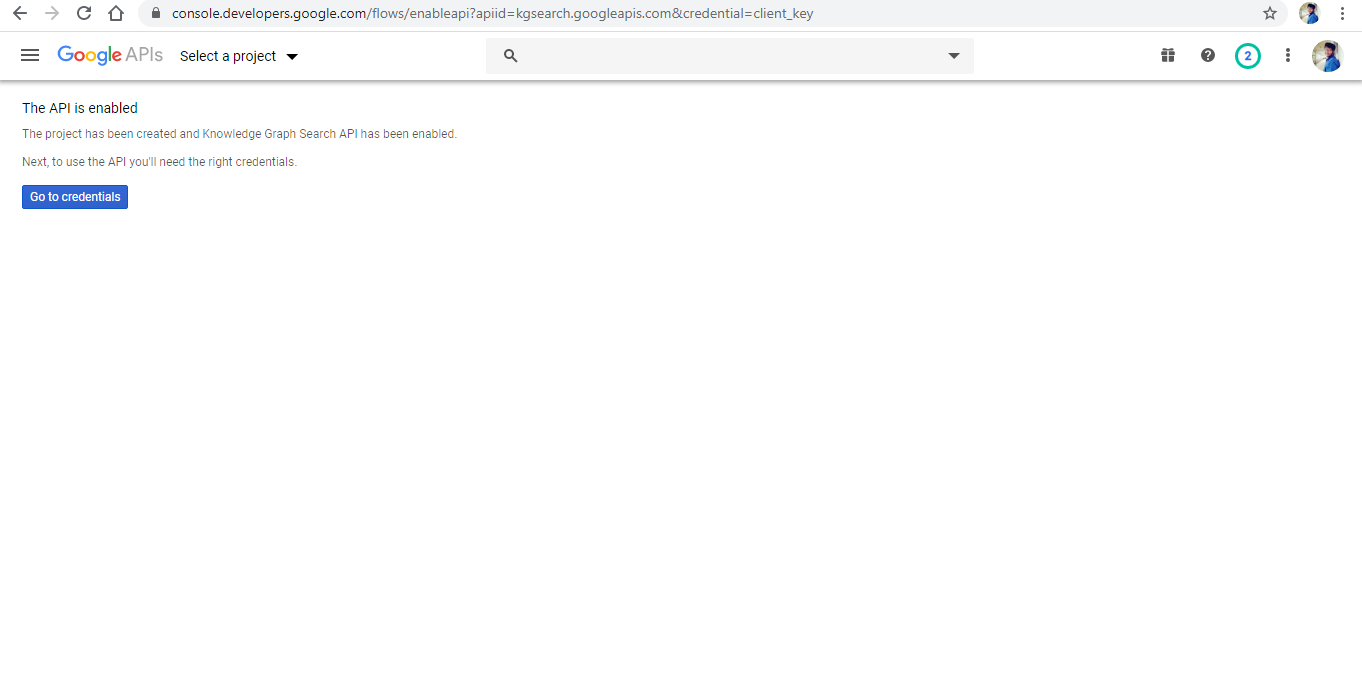 console.developers.google.com/flows/enableapi?apiid=kgsearch.googleapis.com&credential=client_key
Google APIs Select a project 2
The API is enabled
The project has been created and Knowledge Graph Search API has been enabled.
Next, to use the API you'll need the right credentials.
Go to credentials